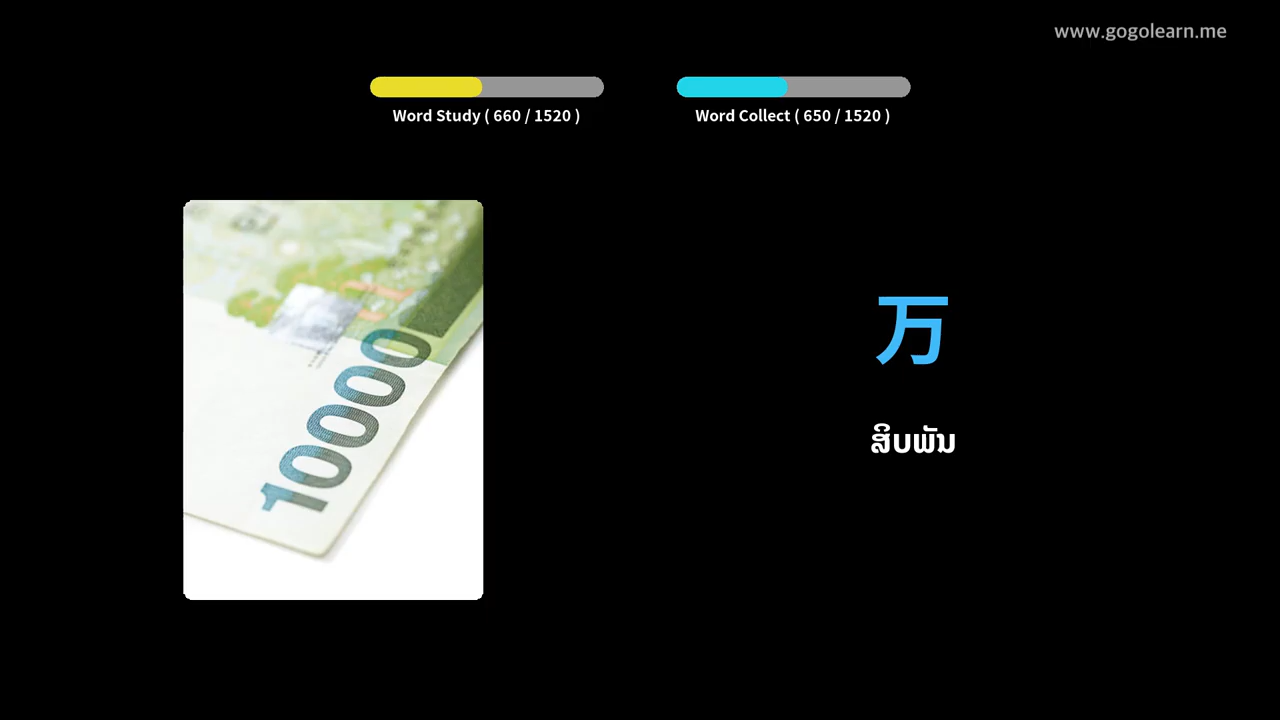 www.gogolearn.me
Word Study ( 660 / 1520 )
Word Collect ( 650 / 1520 )
10000
万
ສິບພັນ